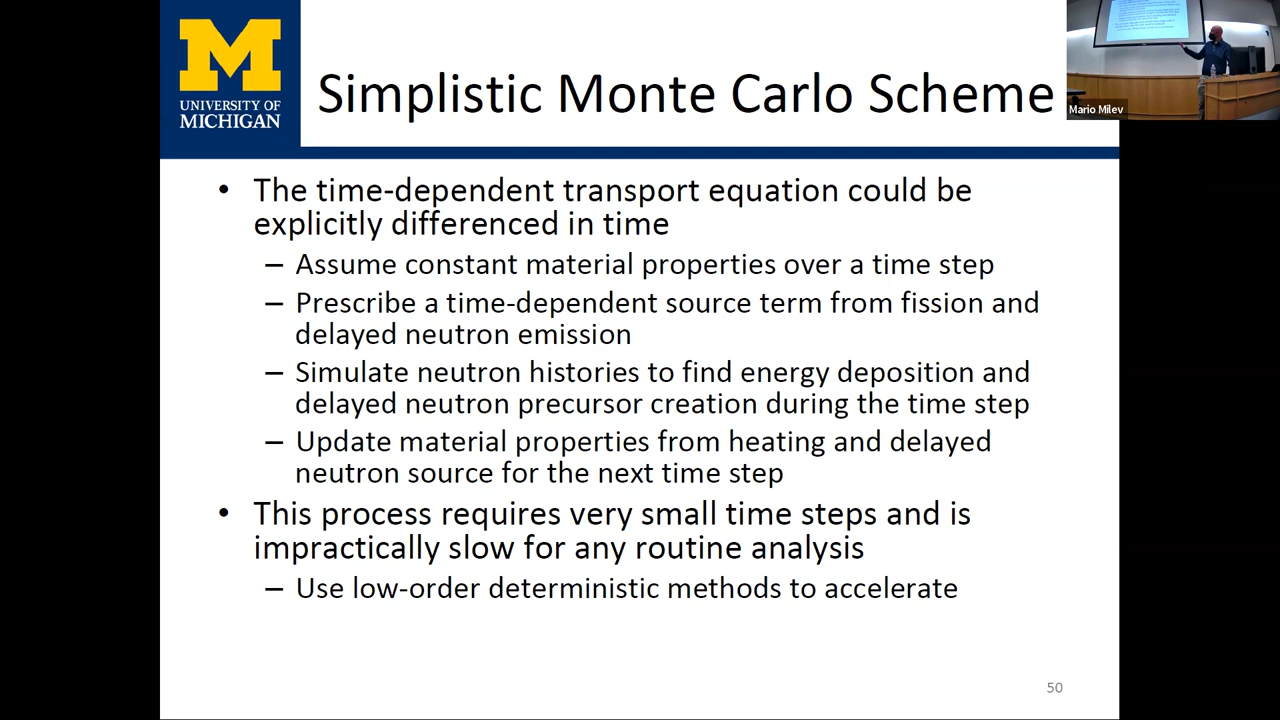 UNIVERSITY OF
MICHIGAN
Simplistic Monte Carlo Scheme
Mario Milev
• The time-dependent transport equation could be
explicitly differenced in time
– Assume constant material properties over a time step
– Prescribe a time-dependent source term from fission and
delayed neutron emission
– Simulate neutron histories to find energy deposition and
delayed neutron precursor creation during the time step
– Update material properties from heating and delayed
neutron source for the next time step
• This process requires very small time steps and is
impractically slow for any routine analysis
– Use low-order deterministic methods to accelerate
50